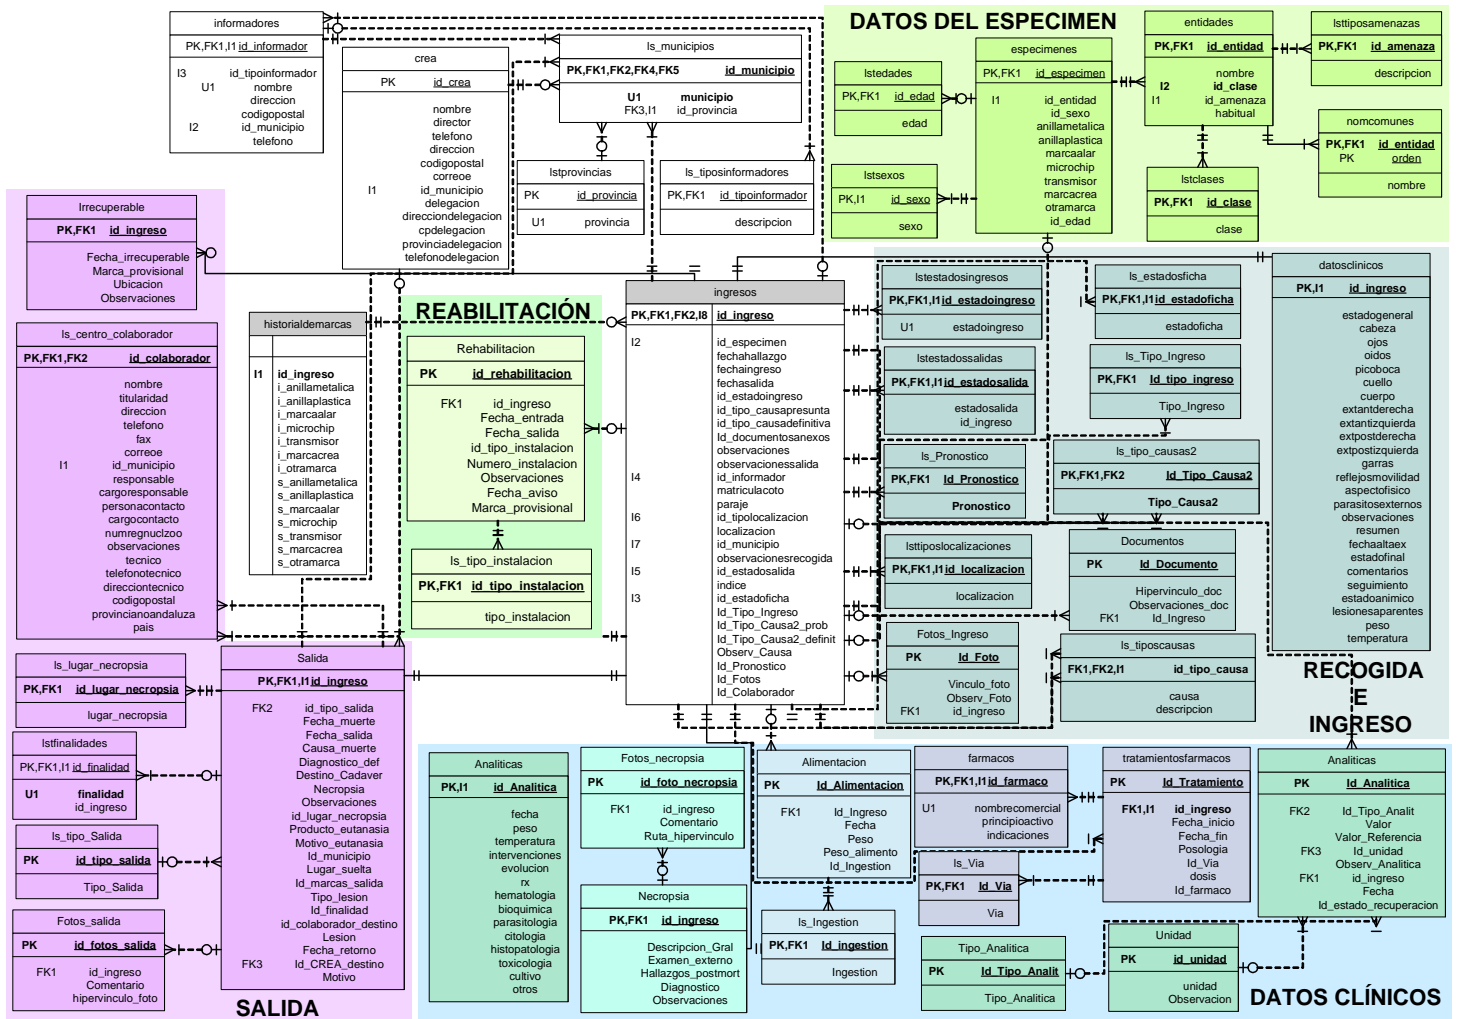 informadores
PK,FK1,I1 id_informador
I3 id_tipoinformador
U1 nombre
direccion
codigopostal
I2 id_municipio
telefono
crea
PK id_crea
nombre
director
telefono
direccion
codigopostal
correoe
I1 id_municipio
delegacion
direcciondelegacion
cpdelegacion
provinciadelegacion
telefonodelegacion
ls_municipios
PK,FK1,FK2,FK4,FK5 id_municipio
U1 municipio
FK3,I1 id_provincia
lstprovincias
PK id_provincia
U1 provincia
ls_tiposinformadores
PK,FK1 id_tipoinformador
descripcion
DATOS DEL ESPECIMEN
lstedades
PK,FK1 id_edad
edad
lstsexos
PK,I1 id_sexo
sexo
especimenes
PK,FK1 id_especimen
I1 id_entidad
id_sexo
anillametalica
anillaplastica
marcaalar
microchip
transmisor
marcacrea
otramarca
id_edad
entidades
PK,FK1 id_entidad
nombre
I2 id_clase
I1 id_amenaza
habitual
lsttiposamenazas
PK,FK1 id_amenaza
descripcion
nomcomunes
PK,FK1 id_entidad
PK orden
nombre
lstclases
PK,FK1 id_clase
clase
Irrecuperable
PK,FK1 id_ingreso
Fecha_irrecuperable
Marca_provisional
Ubicacion
Observaciones
ls_centro_colaborador
PK,FK1,FK2 id_colaborador
nombre
titularidad
direccion
telefono
fax
correoe
I1 id_municipio
responsable
cargoresponsable
personacontacto
cargocontacto
numregnuclzoo
observaciones
tecnico
telefonotecnico
direcciontecnico
codigopostal
provincianoandaluza
pais
historialdemarcas
I1 id_ingreso
i_anillametalica
i_anillaplastica
i_marcaalar
i_microchip
i_transmisor
i_marcacrea
i_otramarca
s_anillametalica
s_anillaplastica
s_marcaalar
s_microchip
s_transmisor
s_marcacrea
s_otramarca
REABILITACIÓN
Rehabilitacion
PK id_rehabilitacion
FK1 id_ingreso
Fecha_entrada
Fecha_salida
id_tipo_instalacion
Numero_instalacion
Observaciones
Fecha_aviso
Marca_provisional
ls_tipo_instalacion
PK,FK1 id_tipo_instalacion
tipo_instalacion
ingresos
PK,FK1,FK2,I8 id_ingreso
I2 id_especimen
fechahallazgo
fechaingreso
fechasalida
id_estadoingreso
id_tipo_causapresunta
id_tipo_causadefinitiva
Id_documentosanexos
observaciones
observacionessalida
I4 id_informador
matriculacoto
paraje
I6 id_tipolocalizacion
localizacion
I7 id_municipio
observacionesrecogida
I5 id_estadosalida
indice
I3 id_estadoficha
Id_Tipo_Ingreso
Id_Tipo_Causa2_prob
Id_Tipo_Causa2_definit
Observ_Causa
Id_Pronostico
Id_Fotos
Id_Colaborador
lstestadosingresos
PK,FK1,I1 id_estadoingreso
U1 estadoingreso
lstestadossalidas
PK,FK1,I1 id_estadosalida
estadosalida
id_ingreso
ls_Pronostico
PK,FK1 Id_Pronostico
Pronostico
lsttiposlocalizaciones
PK,FK1,I1 id_localizacion
localizacion
Fotos_Ingreso
PK Id_Foto
Vinculo_foto
Observ_Foto
FK1 id_ingreso
ls_estadosficha
PK,FK1,I1 id_estadoficha
estadoficha
ls_Tipo_Ingreso
PK,FK1 Id_tipo_ingreso
Tipo_Ingreso
ls_tipo_causas2
PK,FK1,FK2 Id_Tipo_Causa2
Tipo_Causa2
Documentos
PK Id_Documento
Hipervinculo_doc
Observaciones_doc
FK1 Id_Ingreso
ls_tiposcausas
FK1,FK2,I1 id_tipo_causa
causa
descripcion
datosclinicos
PK,I1 id_ingreso
estadogeneral
cabeza
ojos
oidos
picoboca
cuello
cuerpo
extantderecha
extantizquierda
extpostderecha
extpostizquierda
garras
reflejosmovilidad
aspectofisico
parasitosexternos
observaciones
resumen
fechaaltaex
estadofinal
comentarios
seguimiento
estadoanimico
lesionesaparentes
peso
temperatura
RECOGIDA
E
INGRESO
ls_lugar_necropsia
PK,FK1 id_lugar_necropsia
lugar_necropsia
lstfinalidades
PK,FK1,I1 id_finalidad
U1 finalidad
id_ingreso
ls_tipo_Salida
PK id_tipo_salida
Tipo_Salida
Fotos_salida
PK id_fotos_salida
FK1 id_ingreso
Comentario
hipervinculo_foto
Salida
PK,FK1,I1 id_ingreso
FK2 id_tipo_salida
Fecha_muerte
Fecha_salida
Causa_muerte
Diagnostico_def
Destino_Cadaver
Necropsia
Observaciones
id_lugar_necropsia
Producto_eutanasia
Motivo_eutanasia
Id_municipio
Lugar_suelta
Id_marcas_salida
Tipo_lesion
Id_finalidad
id_colaborador_destino
Lesion
Fecha_retorno
FK3 Id_CREA_destino
Motivo
SALIDA
Analiticas
PK,I1 id_Analitica
fecha
peso
temperatura
intervenciones
evolucion
rx
hematologia
bioquimica
parasitologia
citologia
histopatologia
toxicologia
cultivo
otros
Fotos_necropsia
PK id_foto_necropsia
FK1 id_ingreso
Comentario
Ruta_hipervinculo
Necropsia
PK,FK1 id_ingreso
Descripcion_Gral
Examen_externo
Hallazgos_postmort
Diagnostico
Observaciones
Alimentacion
PK Id_Alimentacion
FK1 Id_Ingreso
Fecha
Peso
Peso_alimento
Id_Ingestion
ls_Ingestion
PK,FK1 Id_ingestion
Ingestion
farmacos
PK,FK1,I1 id_farmaco
U1 nombrecomercial
principioactivo
indicaciones
ls_Via
PK,FK1 Id_Via
Via
tratamientosfarmacos
PK Id_Tratamiento
FK1,I1 id_ingreso
Fecha_inicio
Fecha_fin
Posologia
Id_Via
dosis
Id_farmaco
Analiticas
PK Id_Analitica
FK2 Id_Tipo_Analit
Valor
Valor_Referencia
FK3 Id_unidad
Observ_Analitica
FK1 id_ingreso
Fecha
Id_estado_recuperacion
Tipo_Analitica
PK Id_Tipo_Analit
Tipo_Analitica
Unidad
PK id_unidad
unidad
Observacion
DATOS CLÍNICOS